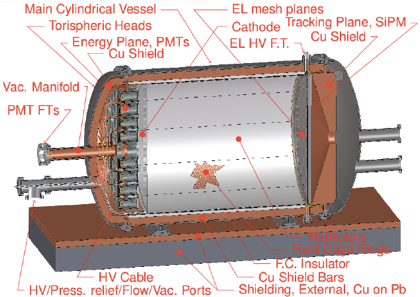 Main Cylindrical Vessel
Torispheric Heads
Energy Plane, PMTs
Cu Shield
Vac. Manifold
PMT FTs
EL mesh planes
Cathode
EL HV F.T.
Tracking Plane, SiPM
Cu Shield
Reflectors
Field Cage Rings
F.C. Insulator
Cu Shield Bars
Shielding, External, Cu on Pb
HV Cable
HV/Press. relief/Flow/Vac. Ports